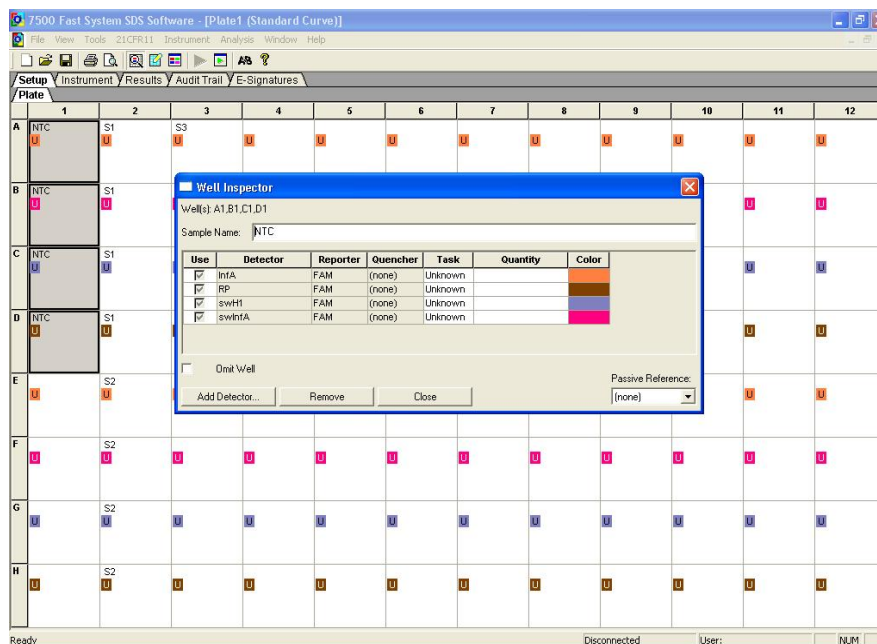 7500 Fast System SDS Software - [Plate1 (Standard Curve)]
File View Tools 21CFR11 Instrument Analysis Window Help
Setup Instrument Results Audit Trail E-Signatures
Plate
1 2 3 4 5 6 7 8 9 10 11 12
A NTC S1 S3
U U U U U U U U U U U U
Well Inspector
B NTC S1
U U U U
Well(s): A1,B1,C1,D1
Sample Name: NTC
Use Detector Reporter Quencher Task Quantity Color
C NTC S1
U U U U
InfA FAM (none) Unknown
RP FAM (none) Unknown
swH1 FAM (none) Unknown
swInfA FAM (none) Unknown
D NTC S1
U U U U
Omit Well
Passive Reference:
Add Detector... Remove Close (none)
E S2
U U U U
F S2
U U U U U U U U U U U U
G S2
U U U U U U U U U U U U
H S2
U U U U U U U U U U U U
Ready Disconnected User: NUM